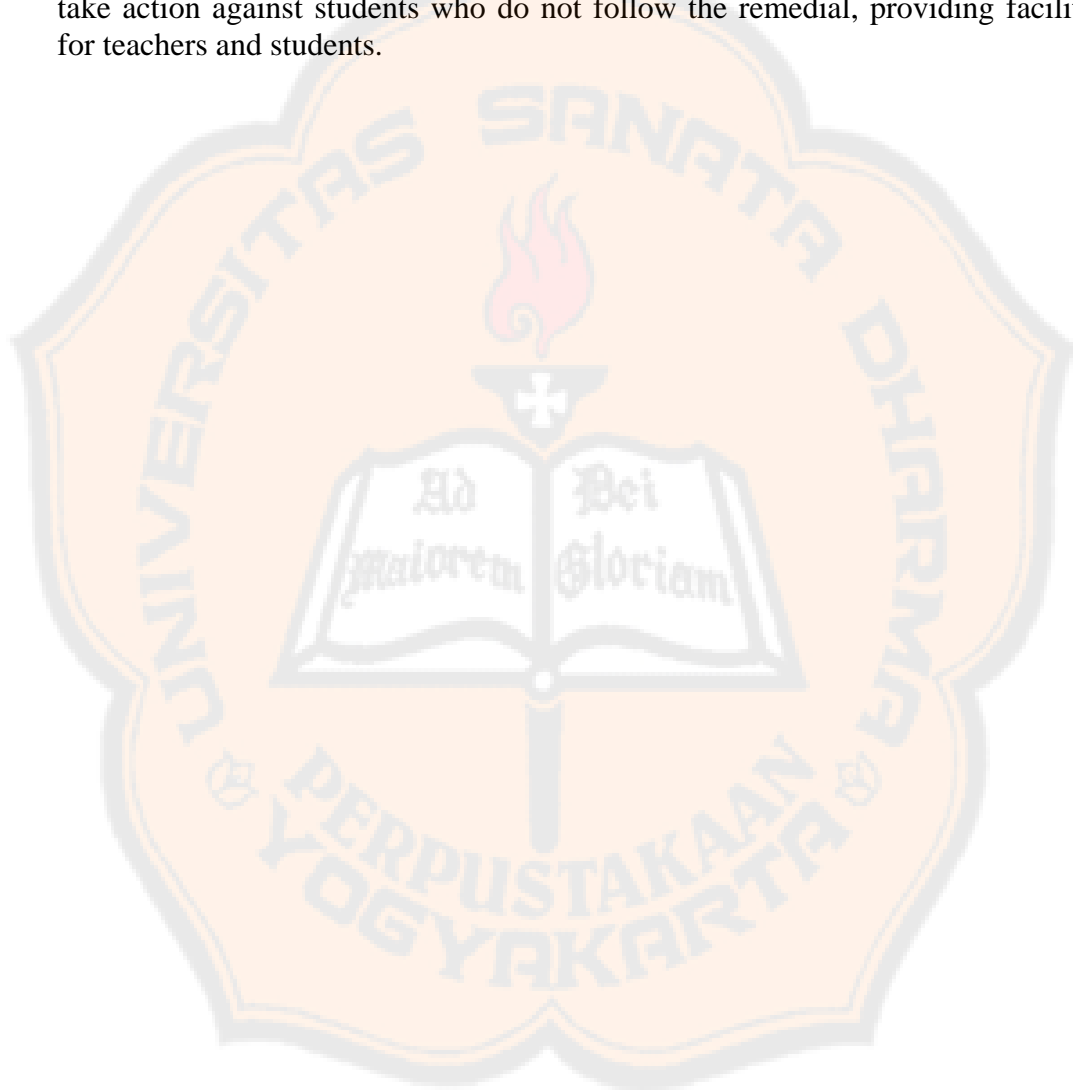 take action against students who do not follow the remedial, providing
for teachers and students.
UNIVERSITAS SANATA DHARMA
Ad Dei
Maiorem Gloriam
PERPUSTAKAAN
YOGYAKARTA